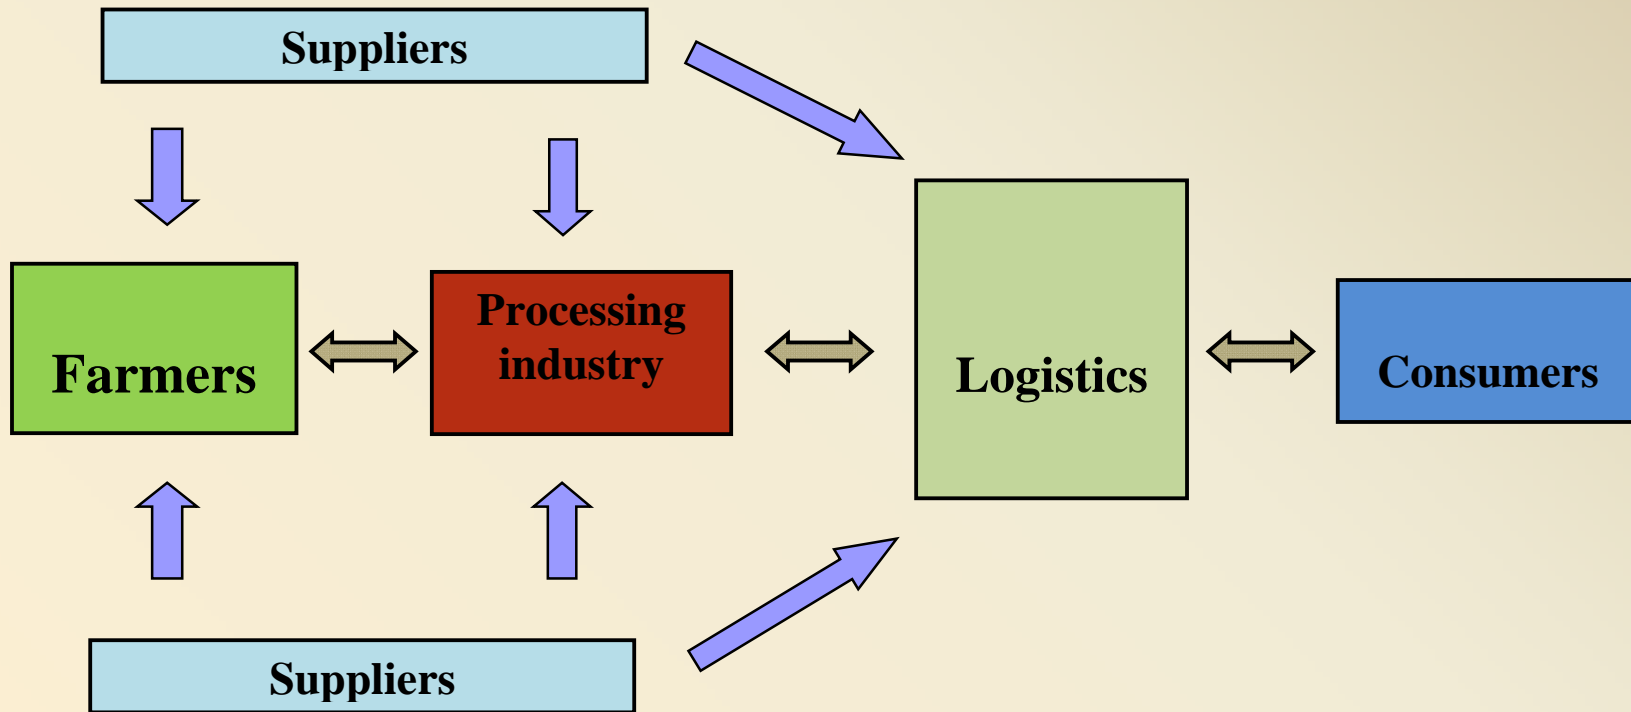 Suppliers
Farmers
Processing
industry
Logistics
Consumers
Suppliers